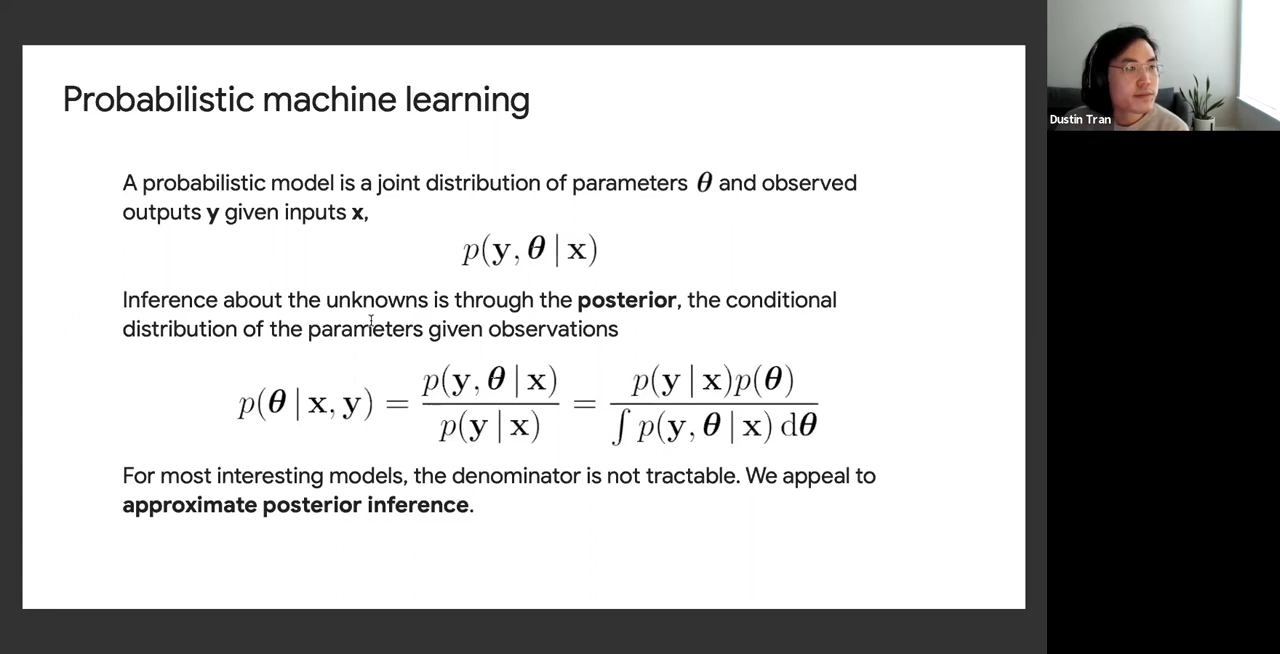 Probabilistic machine learning
A probabilistic model is a joint distribution of parameters θ and observed
outputs y given inputs x,
p(y, θ | x)
Inference about the unknowns is through the posterior, the conditional
distribution of the parameters given observations
p(θ | x, y) = p(y, θ | x) / p(y | x) = p(y | x)p(θ) / ∫ p(y, θ | x) dθ
For most interesting models, the denominator is not tractable. We appeal to
approximate posterior inference.
Dustin Tran